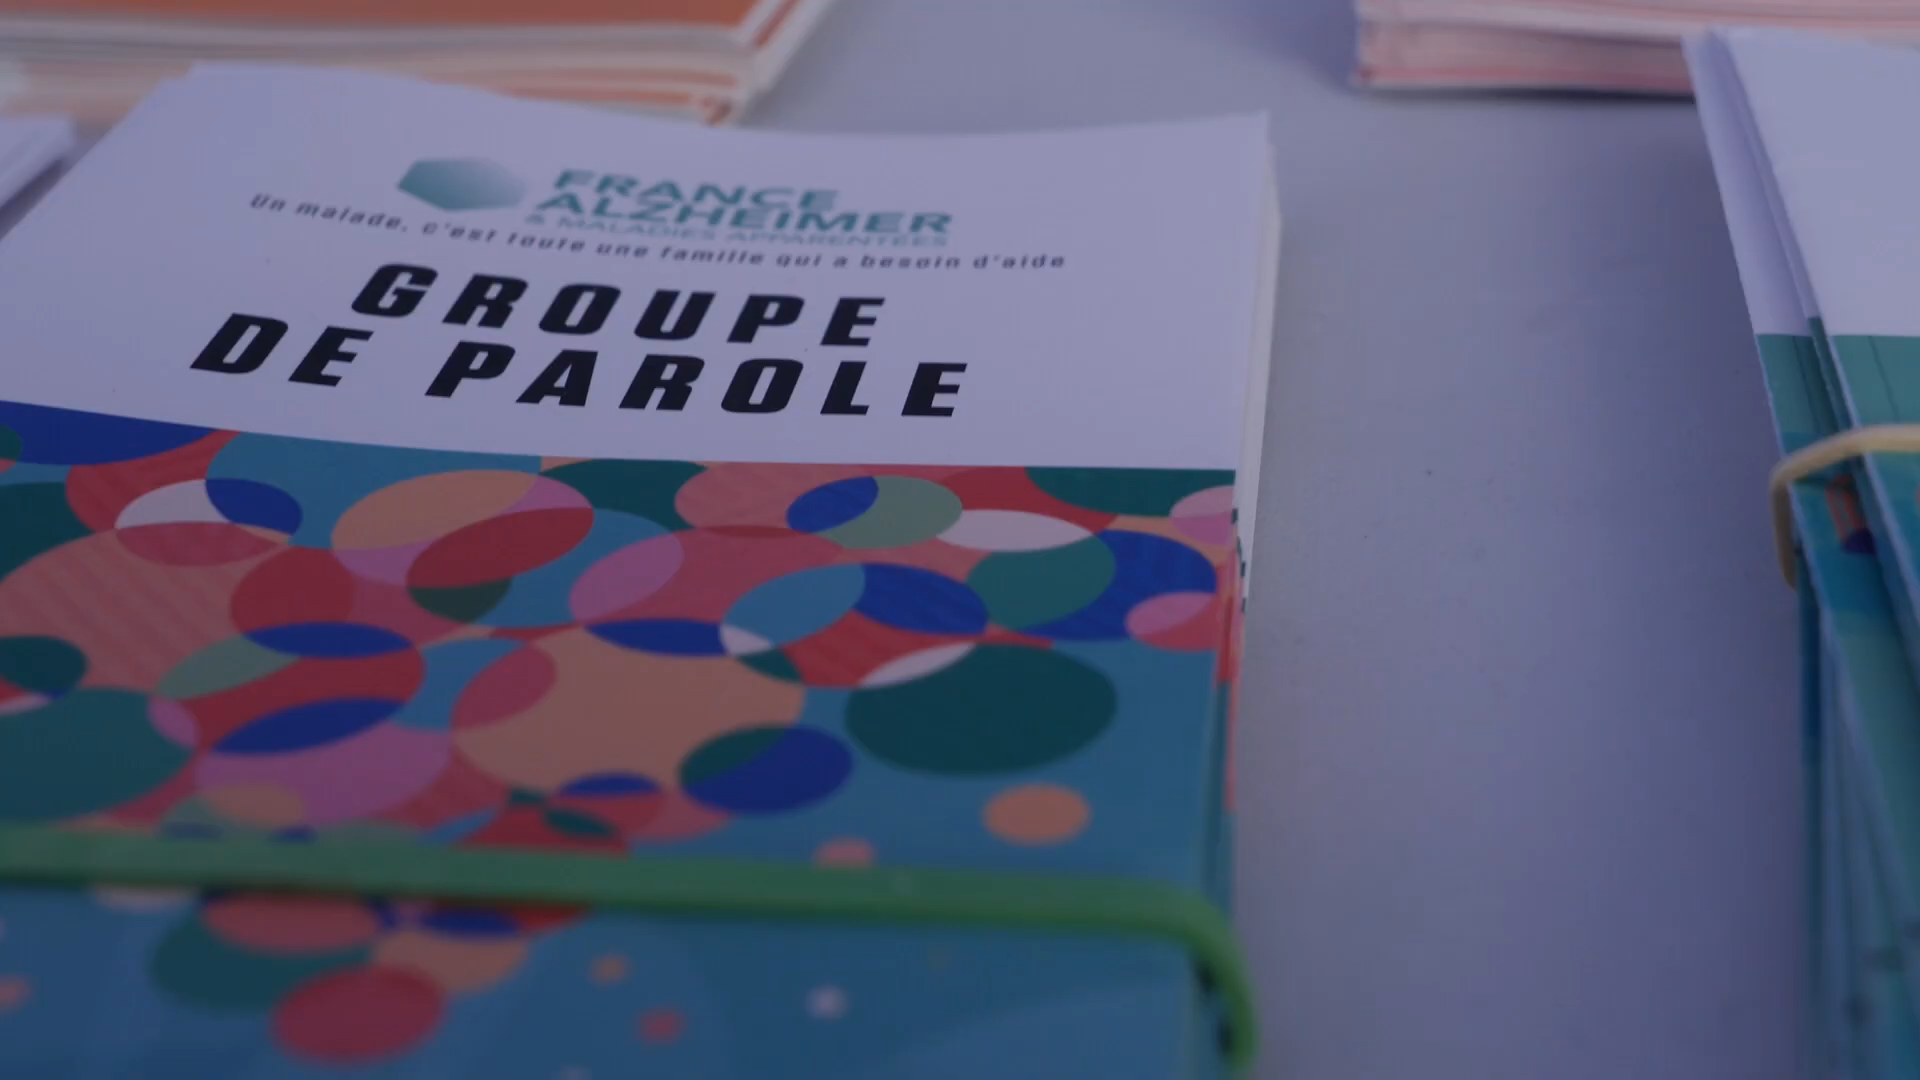 FRANCE
ALZHEIMER
& MALADIES APPARENTÉES
Un malade, c'est toute une famille qui a besoin d'aide
GROUPE
DE PAROLE